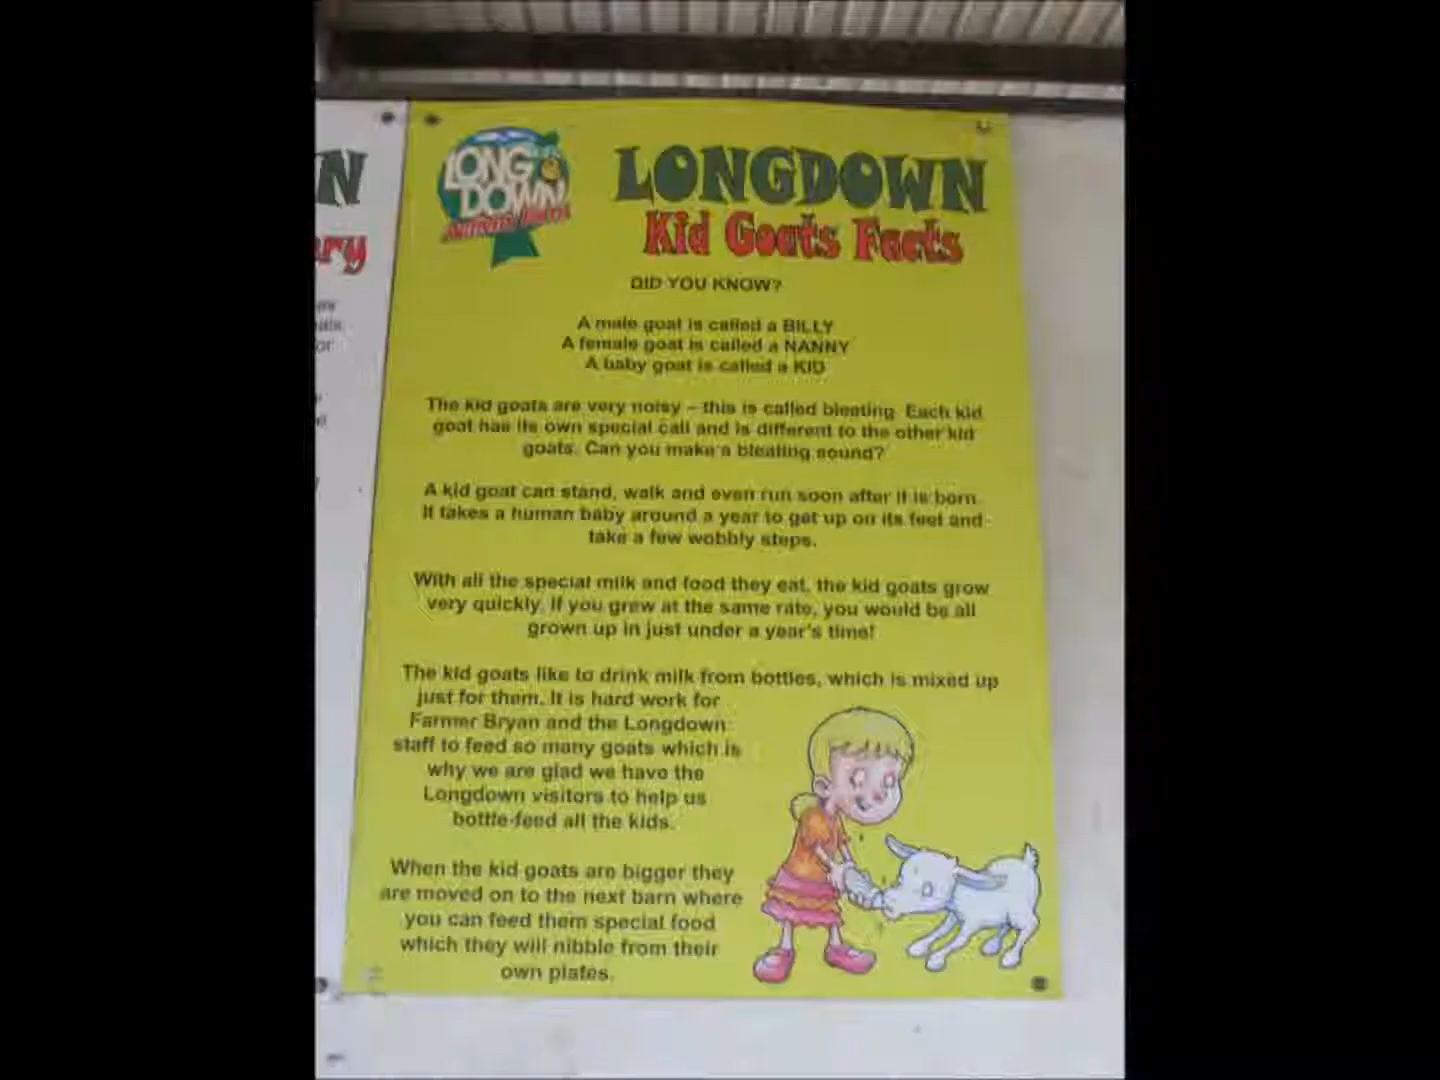 N
ary
or
LONG
DOWN
LONGDOWN
Kid Goats Facts
DID YOU KNOW?
A male goat is called a BILLY
A female goat is called a NANNY
A baby goat is called a KID
The kid goats are very noisy – this is called bleating. Each kid
goat has its own special call and is different to the other kid
goats. Can you make a bleating sound?
A kid goat can stand, walk and even run soon after it is born.
It takes a human baby around a year to get up on its feet and
take a few wobbly steps.
With all the special milk and food they eat, the kid goats grow
very quickly. If you grew at the same rate, you would be all
grown up in just under a year's time!
The kid goats like to drink milk from bottles, which is mixed up
just for them. It is hard work for
Farmer Bryan and the Longdown
staff to feed so many goats which is
why we are glad we have the
Longdown visitors to help us
bottle-feed all the kids.
When the kid goats are bigger they
are moved on to the next barn where
you can feed them special food
which they will nibble from their
own plates.